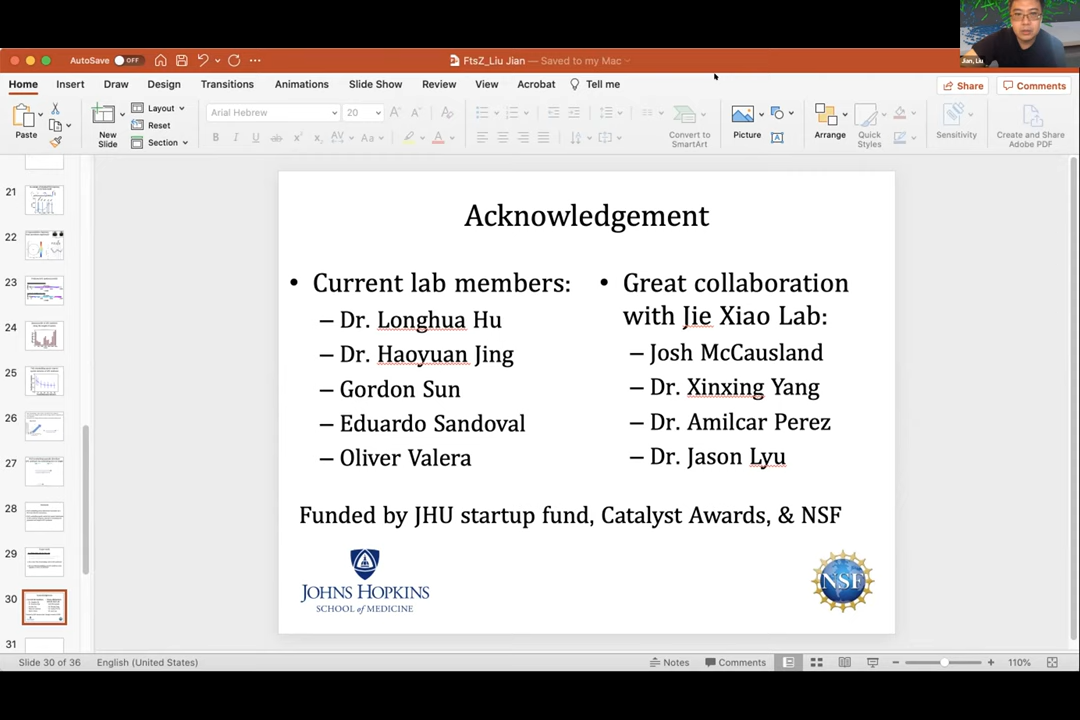 Jian, Liu
AutoSave OFF
FtsZ_Liu Jian — Saved to my Mac
Home Insert Draw Design Transitions Animations Slide Show Review View Acrobat Tell me
Share Comments
Paste
New Slide
Layout
Reset
Section
Arabic Hebrew 20
Convert to SmartArt
Picture
Arrange
Quick Styles
Sensitivity
Create and Share Adobe PDF
21
22
23
24
25
26
27
28
29
30
31
Acknowledgement
• Current lab members:
– Dr. Longhua Hu
– Dr. Haoyuan Jing
– Gordon Sun
– Eduardo Sandoval
– Oliver Valera
• Great collaboration
with Jie Xiao Lab:
– Josh McCausland
– Dr. Xinxing Yang
– Dr. Amilcar Perez
– Dr. Jason Lyu
Funded by JHU startup fund, Catalyst Awards, & NSF
JOHNS HOPKINS
SCHOOL of MEDICINE
NSF
Slide 30 of 36 English (United States)
Notes Comments 110%